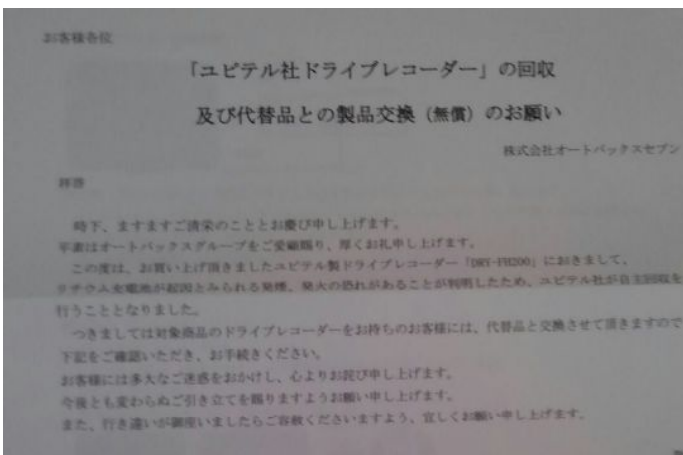 お客様各位
「ユピテル社ドライブレコーダー」の回収
及び代替品との製品交換（無償）のお願い
株式会社オートバックスセブン
拝啓
時下、ますますご清栄のこととお慶び申し上げます。
平素はオートバックスグループをご愛顧賜り、厚くお礼申し上げます。
この度は、お買い上げ頂きましたユピテル製ドライブレコーダー「DRY-FH200」におきまして、
リチウム充電池が起因とみられる発煙、発火の恐れがあることが判明したため、ユピテル社が自主回収を
行うこととなりました。
つきましては対象商品のドライブレコーダーをお持ちのお客様には、代替品と交換させて頂きますので
下記をご確認いただき、お手続きください。
お客様には多大なご迷惑をおかけし、心よりお詫び申し上げます。
今後とも変わらぬご引き立てを賜りますようお願い申し上げます。
また、行き違いが御座いましたらご容赦くださいますよう、宜しくお願い申し上げます。